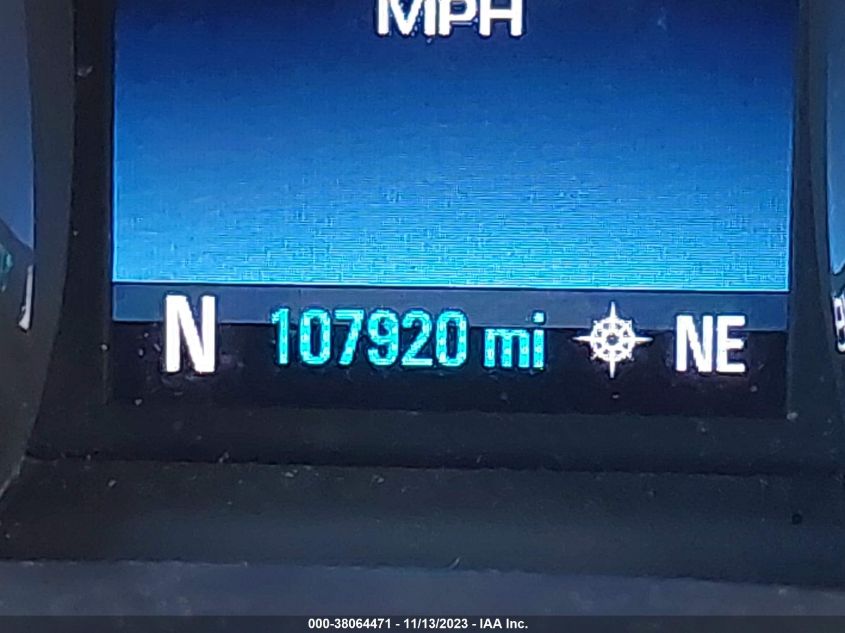 MPH
N 107920 mi NE
000-38064471 - 11/13/2023 - IAA Inc.